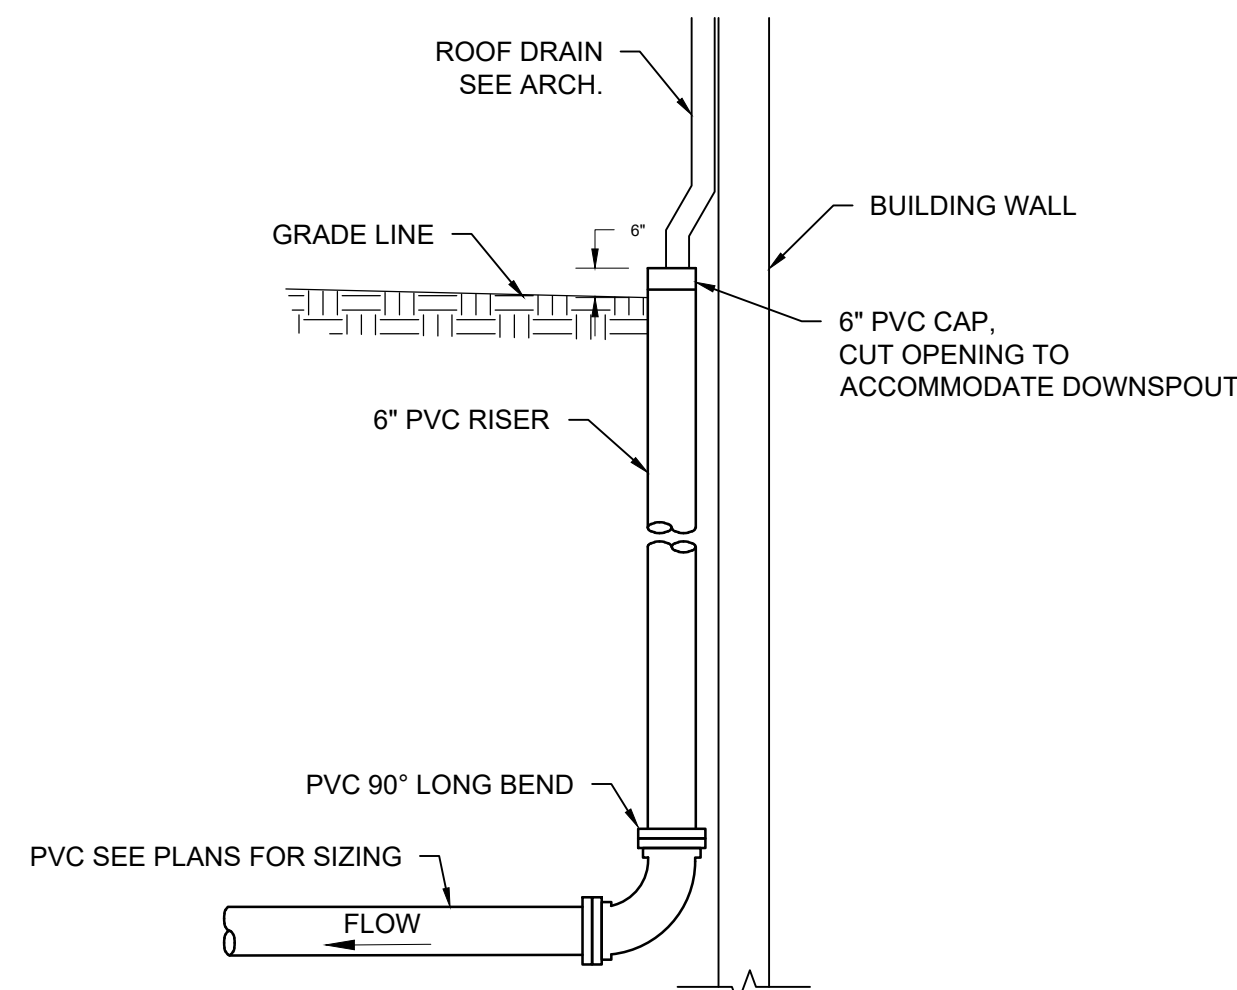 ROOF DRAIN
SEE ARCH.
BUILDING WALL
GRADE LINE
6"
6" PVC CAP,
CUT OPENING TO
ACCOMMODATE DOWNSPOUT
6" PVC RISER
PVC 90° LONG BEND
PVC SEE PLANS FOR SIZING
FLOW